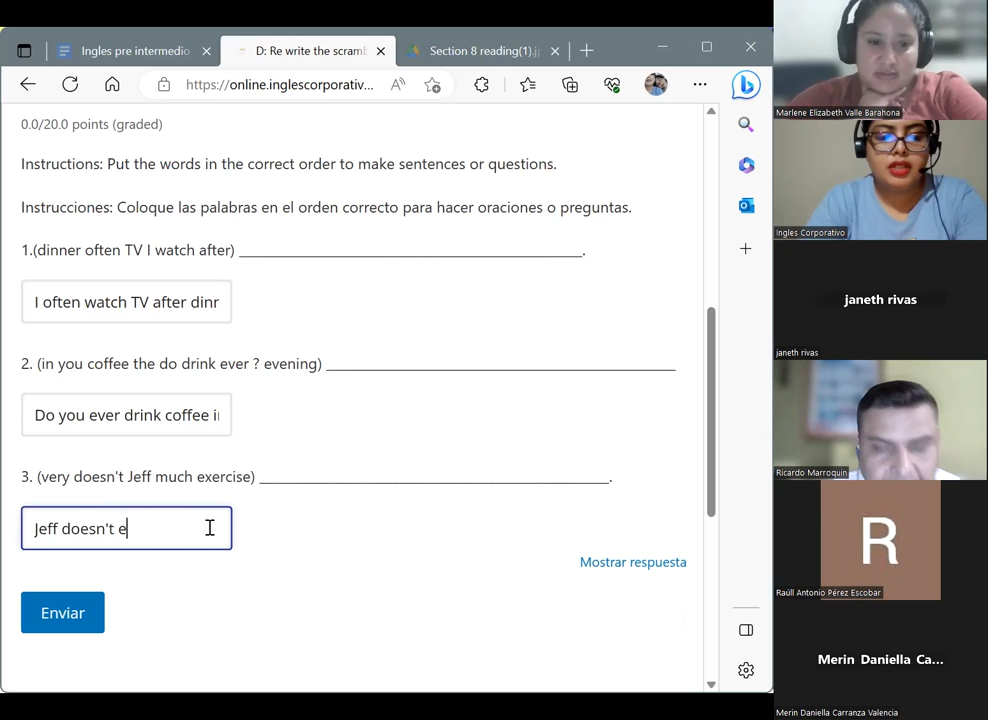 Ingles pre intermedio
D: Re write the scramb
Section 8 reading(1).j
https://online.inglescorporativ...
0.0/20.0 points (graded)
Instructions: Put the words in the correct order to make sentences or questions.
Instrucciones: Coloque las palabras en el orden correcto para hacer oraciones o preguntas.
1.(dinner often TV I watch after) ______________________________________________.
I often watch TV after dinr
2. (in you coffee the do drink ever ? evening) _______________________________________________
Do you ever drink coffee i
3. (very doesn't Jeff much exercise) _______________________________________________.
Jeff doesn't e
Mostrar respuesta
Enviar
Marlene Elizabeth Valle Barahona
Ingles Corporativo
janeth rivas
janeth rivas
Ricardo Marroquin
R
Raúll Antonio Pérez Escobar
Merin Daniella Ca...
Merin Daniella Carranza Valencia